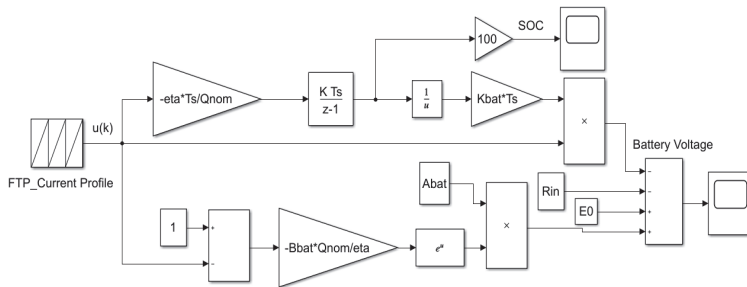 SOC
100
-eta*Ts/Qnom
K Ts
z-1
1
u
Kbat*Ts
×
u(k)
FTP_Current Profile
Battery Voltage
Abat
Rin
E0
1
+
−
-Bbat*Qnom/eta
eᵘ
×
−
−
+
+